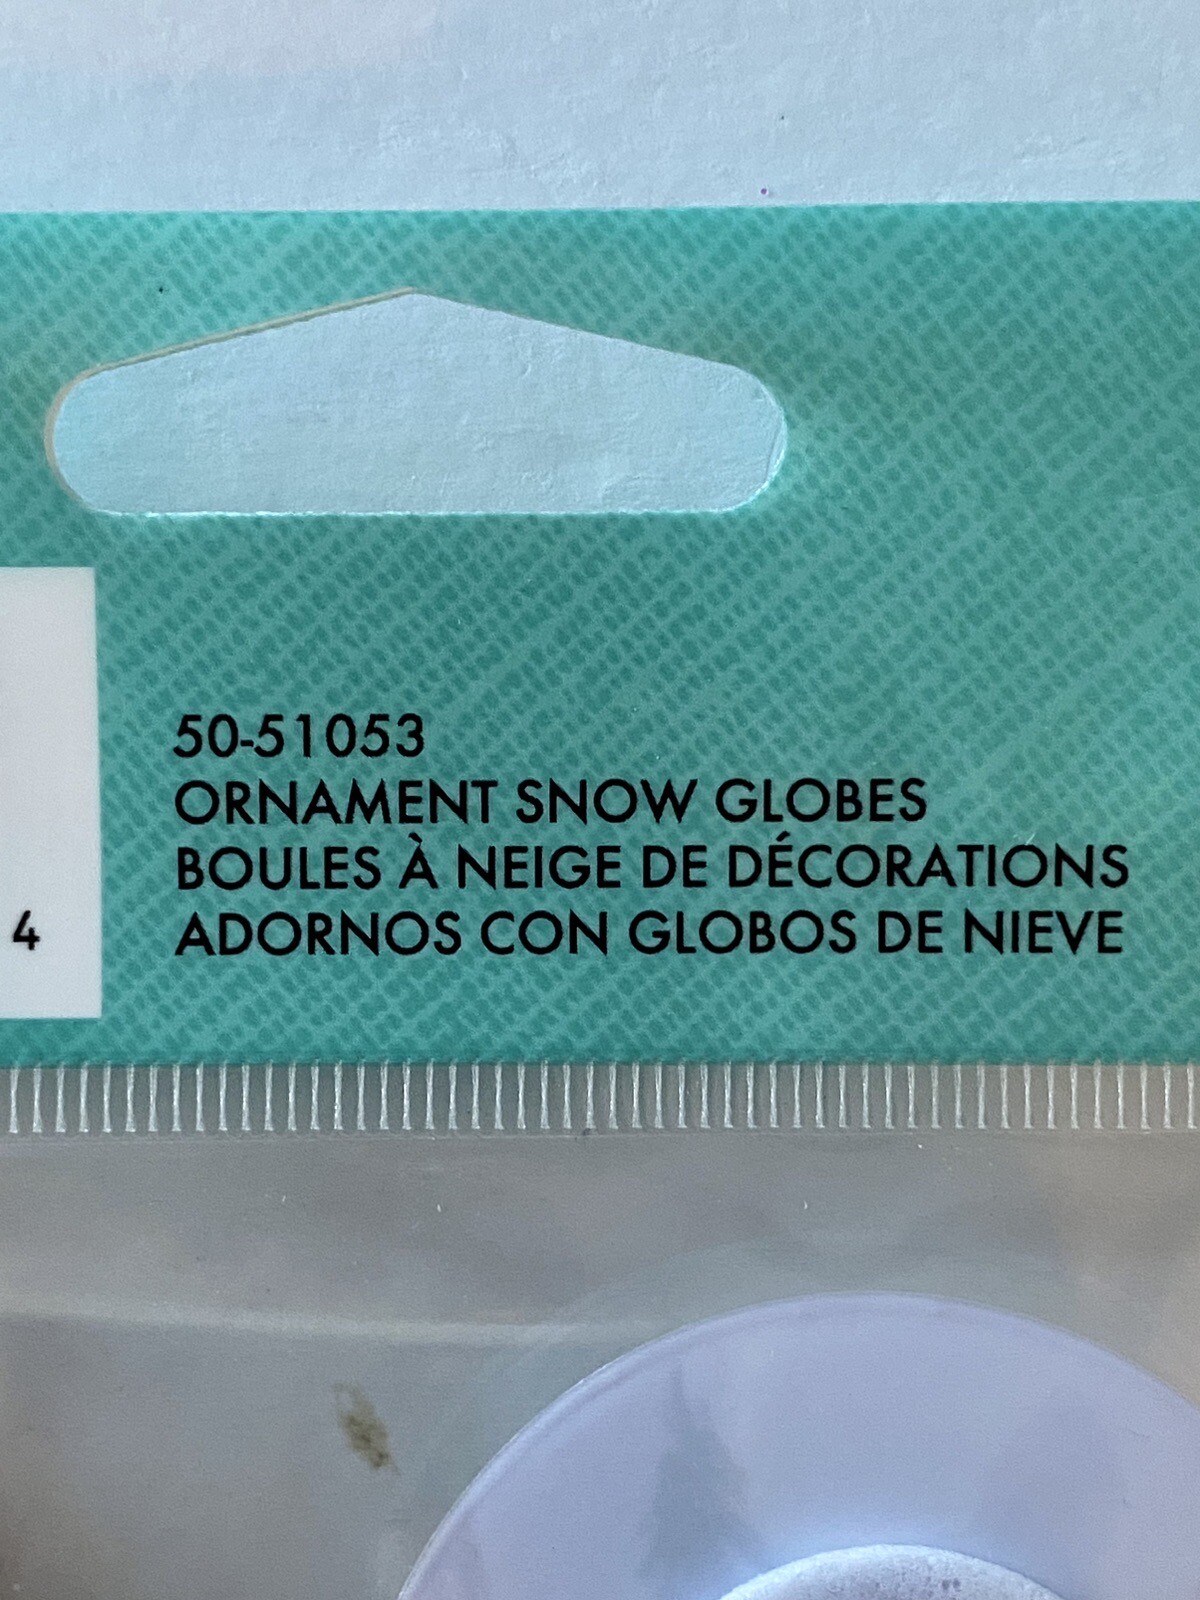 50-51053
ORNAMENT SNOW GLOBES
BOULES À NEIGE DE DÉCORATIONS
ADORNOS CON GLOBOS DE NIEVE
4